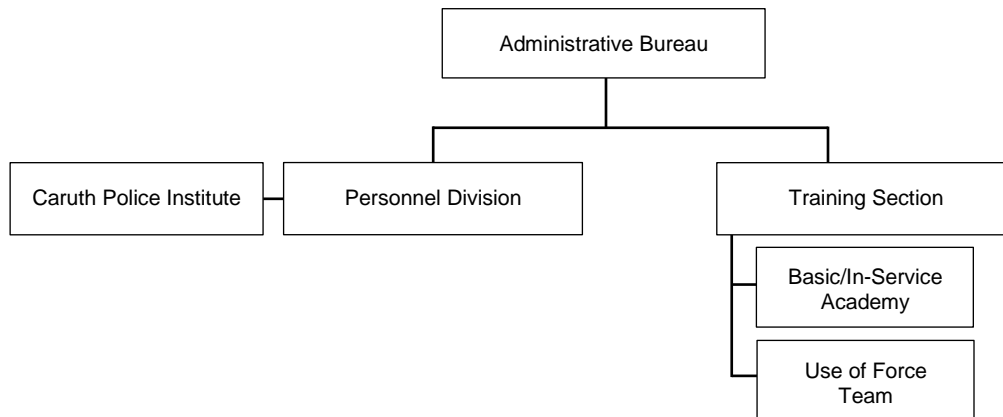 Administrative Bureau
Caruth Police Institute
Personnel Division
Training Section
Basic/In-Service
Academy
Use of Force
Team